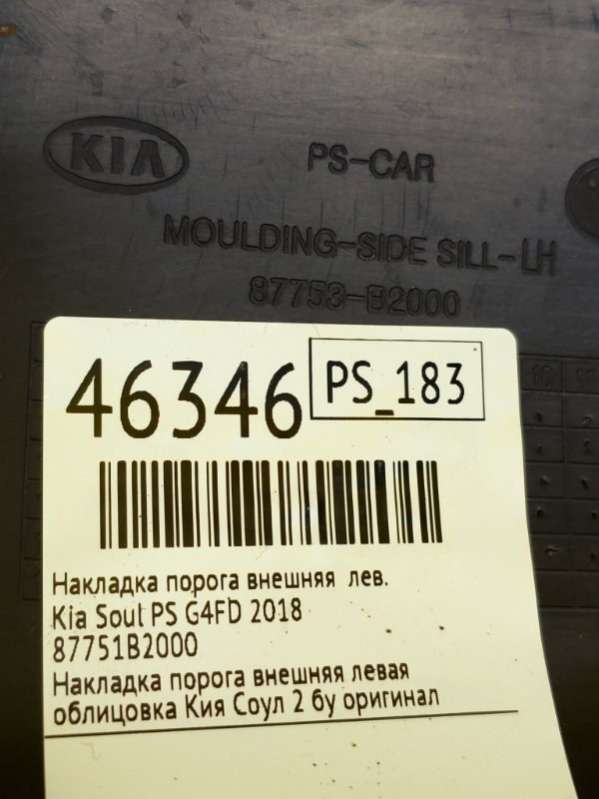 KIA
PS-CAR
MOULDING-SIDE SILL-LH
87753-B2000
46346
PS_183
Накладка порога внешняя лев.
Kia Soul PS G4FD 2018
87751B2000
Накладка порога внешняя левая
облицовка Кия Соул 2 бу оригинал